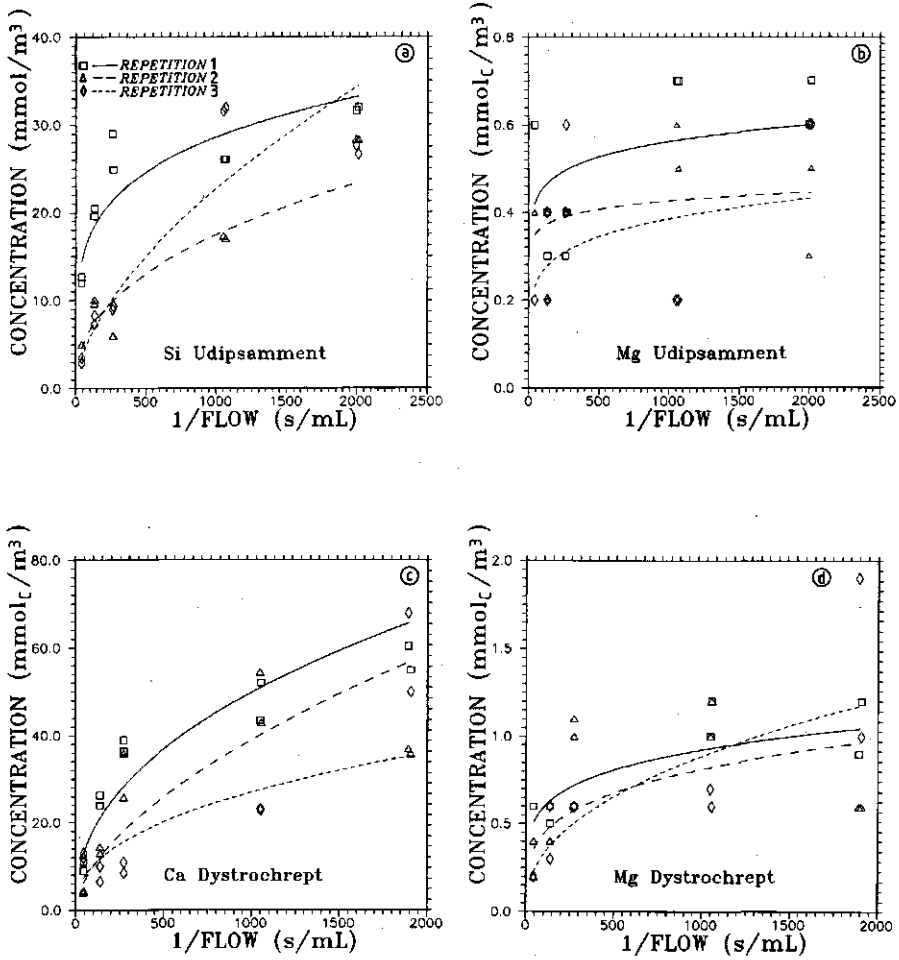 CONCENTRATION (mmol/m³)
40.0
30.0
20.0
10.0
0.0
a
REPETITION 1
REPETITION 2
REPETITION 3
Si Udipsamment
0 500 1000 1500 2000 2500
1/FLOW (s/mL)
CONCENTRATION (mmolC/m³)
0.8
0.6
0.4
0.2
0.0
b
Mg Udipsamment
0 500 1000 1500 2000 2500
1/FLOW (s/mL)
CONCENTRATION (mmolC/m³)
80.0
60.0
40.0
20.0
0.0
c
Ca Dystrochrept
0 500 1000 1500 2000
1/FLOW (s/mL)
CONCENTRATION (mmolC/m³)
2.0
1.5
1.0
0.5
0.0
d
Mg Dystrochrept
0 500 1000 1500 2000
1/FLOW (s/mL)